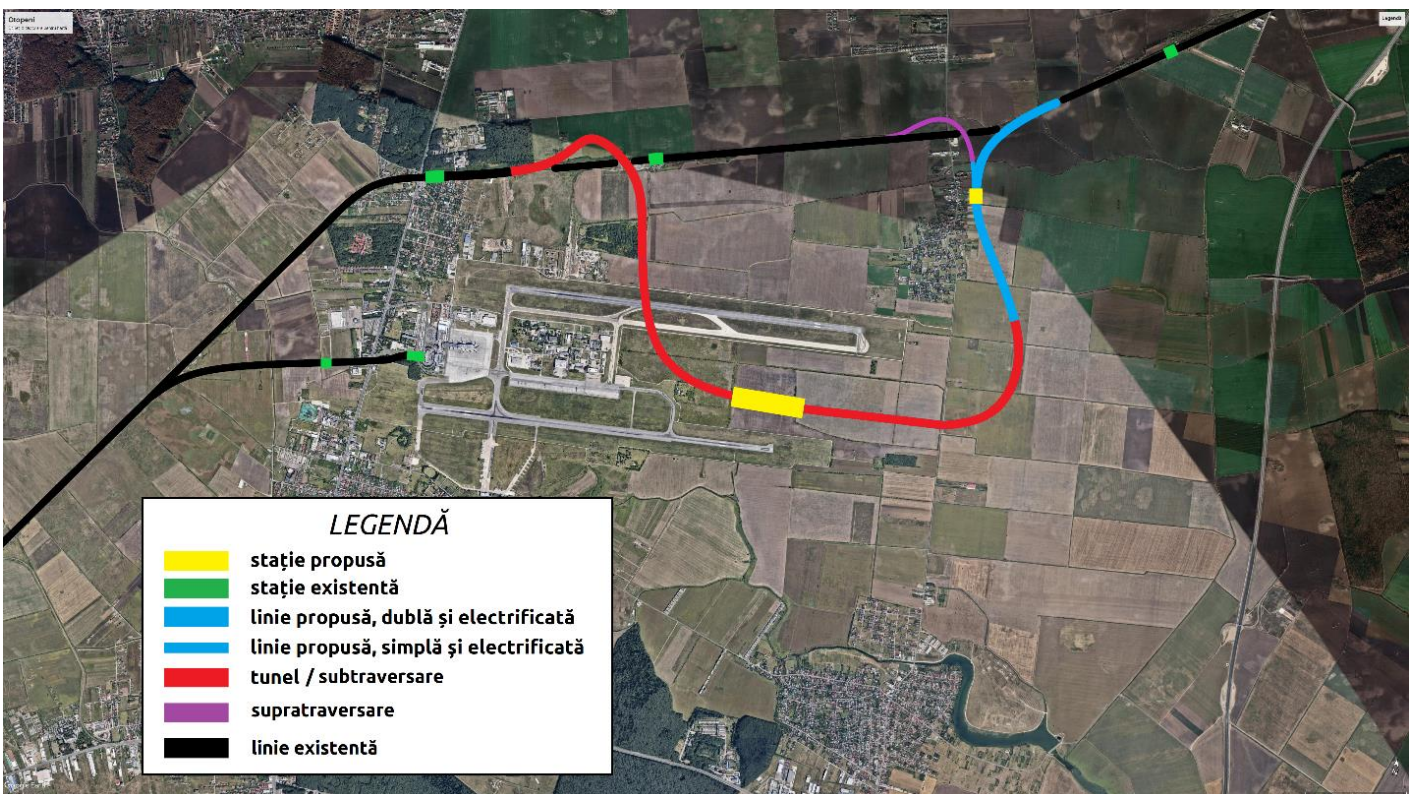 Otopeni
Legendă
LEGENDĂ
stație propusă
stație existentă
linie propusă, dublă și electrificată
linie propusă, simplă și electrificată
tunel / subtraversare
supratraversare
linie existentă